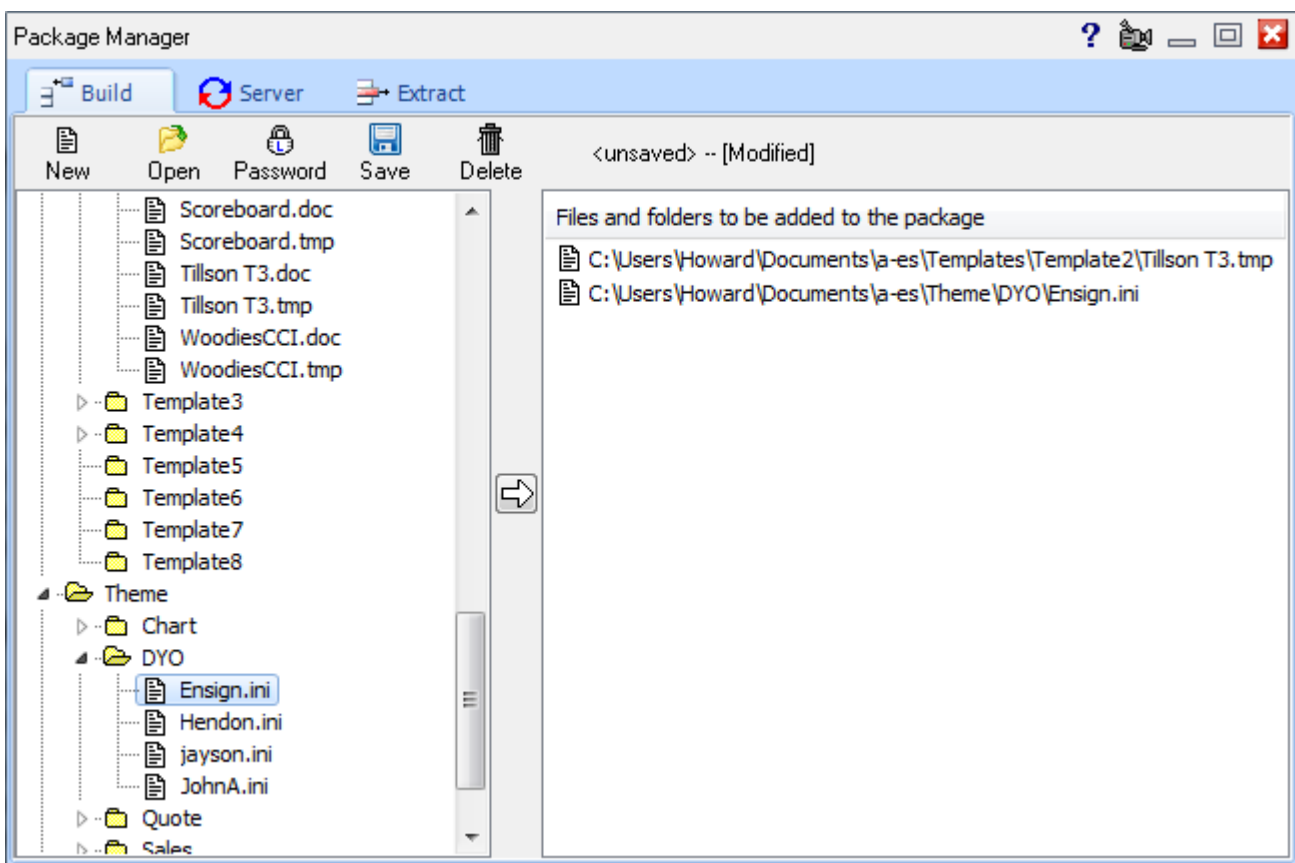 Package Manager
?
Build Server Extract
New Open Password Save Delete <unsaved> -- [Modified]
Scoreboard.doc
Scoreboard.tmp
Tillson T3.doc
Tillson T3.tmp
WoodiesCCI.doc
WoodiesCCI.tmp
Template3
Template4
Template5
Template6
Template7
Template8
Theme
Chart
DYO
Ensign.ini
Hendon.ini
jayson.ini
JohnA.ini
Quote
Sales
Files and folders to be added to the package
C:\Users\Howard\Documents\a-es\Templates\Template2\Tillson T3.tmp
C:\Users\Howard\Documents\a-es\Theme\DYO\Ensign.ini